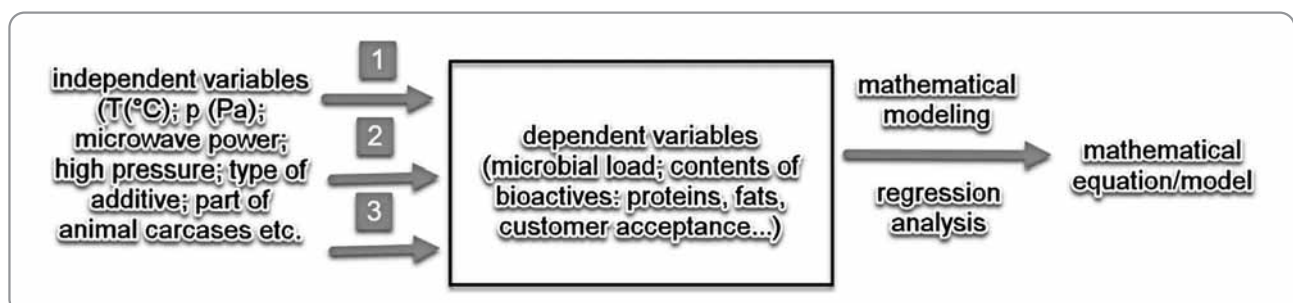 independent variables
(T(°C); p (Pa);
microwave power;
high pressure; type of
additive; part of
animal carcases etc.
1
2
3
dependent variables
(microbial load; contents of
bioactives: proteins, fats,
customer acceptance...)
mathematical
modeling
regression
analysis
mathematical
equation/model